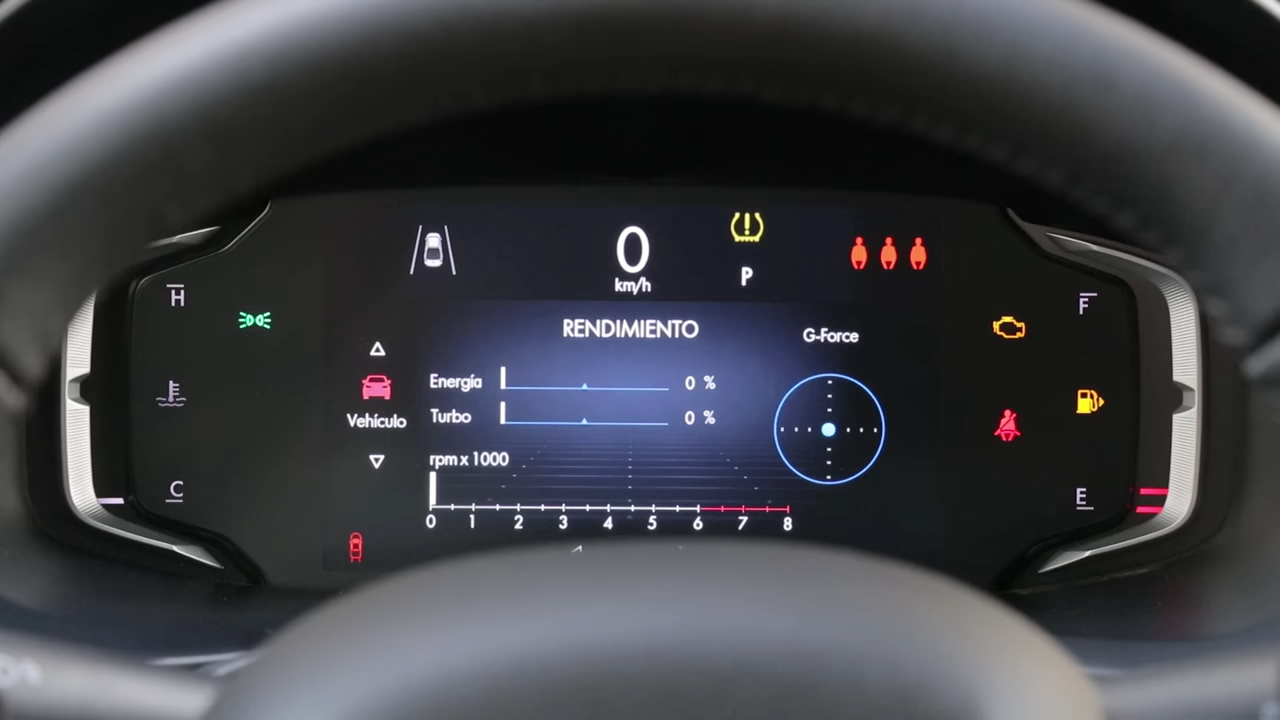 0
km/h
P
H
F
RENDIMIENTO
G-Force
Energía 0 %
Vehículo
Turbo 0 %
rpm x 1000
C
E
0 1 2 3 4 5 6 7 8